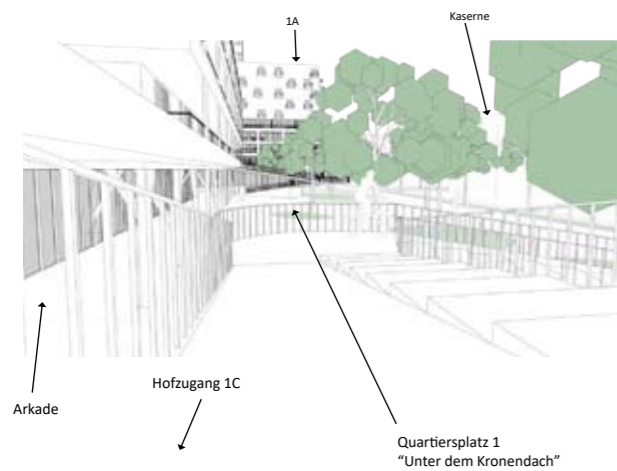 1A
Kaserne
Hofzugang 1C
Arkade
Quartiersplatz 1
“Unter dem Kronendach”